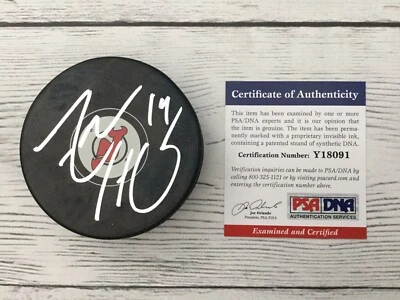 19
Certificate of Authenticity
This item has been examined by one or more
PSA/DNA experts and it is our opinion that
the item is genuine. The item has been perma-
nently marked with a proprietary invisible ink,
containing a patented strand of synthetic DNA.
Certification Number: Y18091
Verification inquiries can be made to PSA/DNA by
calling 800-325-1121 or by visiting PSADNA.com and
entering the certification number above.
Joe Orlando
President, PSA/DNA
PSA DNA
AUTHENTICATION SERVICES
Examined and Certified